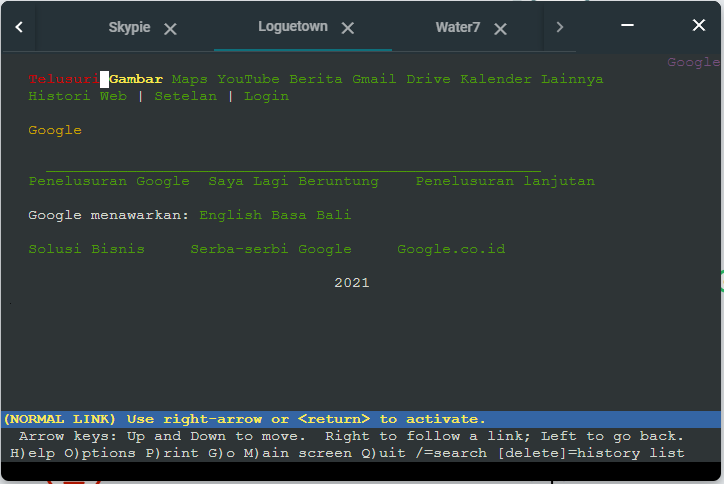 Skypie Loguetown Water7
Google
Telusuri Gambar Maps YouTube Berita Gmail Drive Kalender Lainnya
Histori Web | Setelan | Login
Google
Penelusuran Google Saya Lagi Beruntung Penelusuran lanjutan
Google menawarkan: English Basa Bali
Solusi Bisnis Serba-serbi Google Google.co.id
2021
(NORMAL LINK) Use right-arrow or <return> to activate.
Arrow keys: Up and Down to move. Right to follow a link; Left to go back.
H)elp O)ptions P)rint G)o M)ain screen Q)uit /=search [delete]=history list